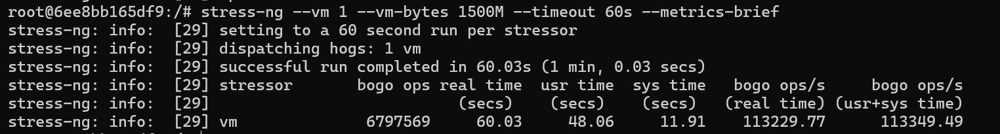 root@6ee8bb165df9:/# stress-ng --vm 1 --vm-bytes 1500M --timeout 60s --metrics-brief
stress-ng: info:  [29] setting to a 60 second run per stressor
stress-ng: info:  [29] dispatching hogs: 1 vm
stress-ng: info:  [29] successful run completed in 60.03s (1 min, 0.03 secs)
stress-ng: info:  [29] stressor       bogo ops real time  usr time  sys time   bogo ops/s     bogo ops/s
stress-ng: info:  [29]                           (secs)    (secs)    (secs)   (real time) (usr+sys time)
stress-ng: info:  [29] vm              6797569     60.03     48.06     11.91    113229.77      113349.49